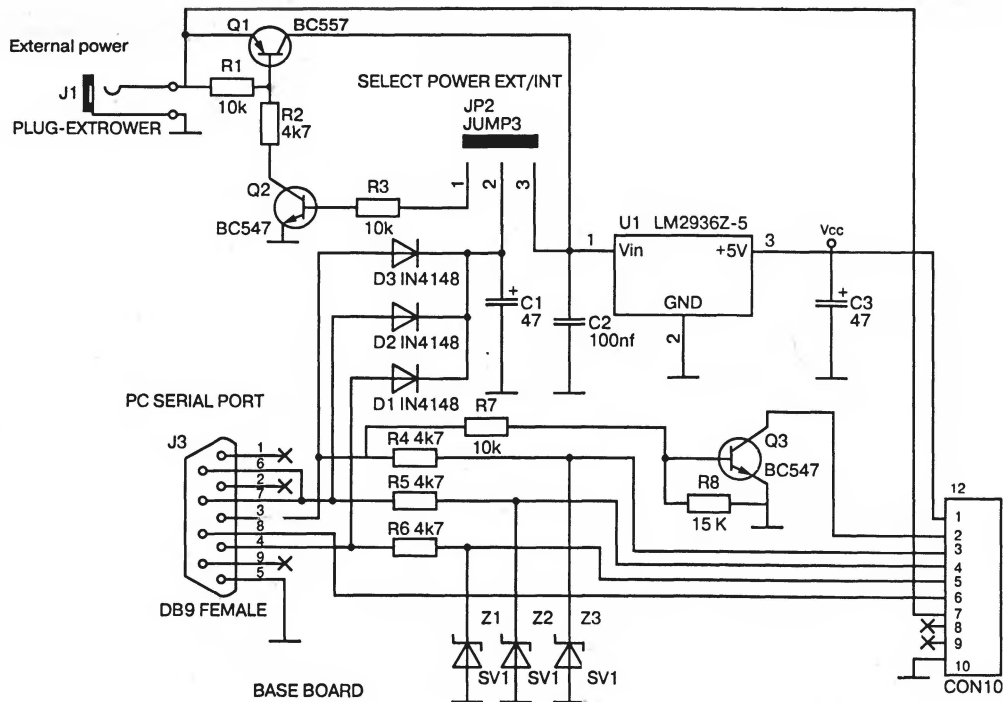 Q1
BC557
External power
J1
R1
10k
PLUG-EXTROWER
R2
4k7
SELECT POWER EXT/INT
JP2
JUMP3
1
2
3
Q2
BC547
R3
10k
U1 LM2936Z-5
1
Vin
+5V
3
GND
2
Vcc
D3 IN4148
+
C1
47
C2
100nf
+
C3
47
D2 IN4148
D1 IN4148
PC SERIAL PORT
J3
1
6
2
7
3
8
4
9
5
DB9 FEMALE
R7
10k
R4 4k7
R5 4k7
R6 4k7
Q3
BC547
R8
15 K
12
1
2
3
4
5
6
7
8
9
10
CON10
Z1
Z2
Z3
SV1
SV1
SV1
BASE BOARD